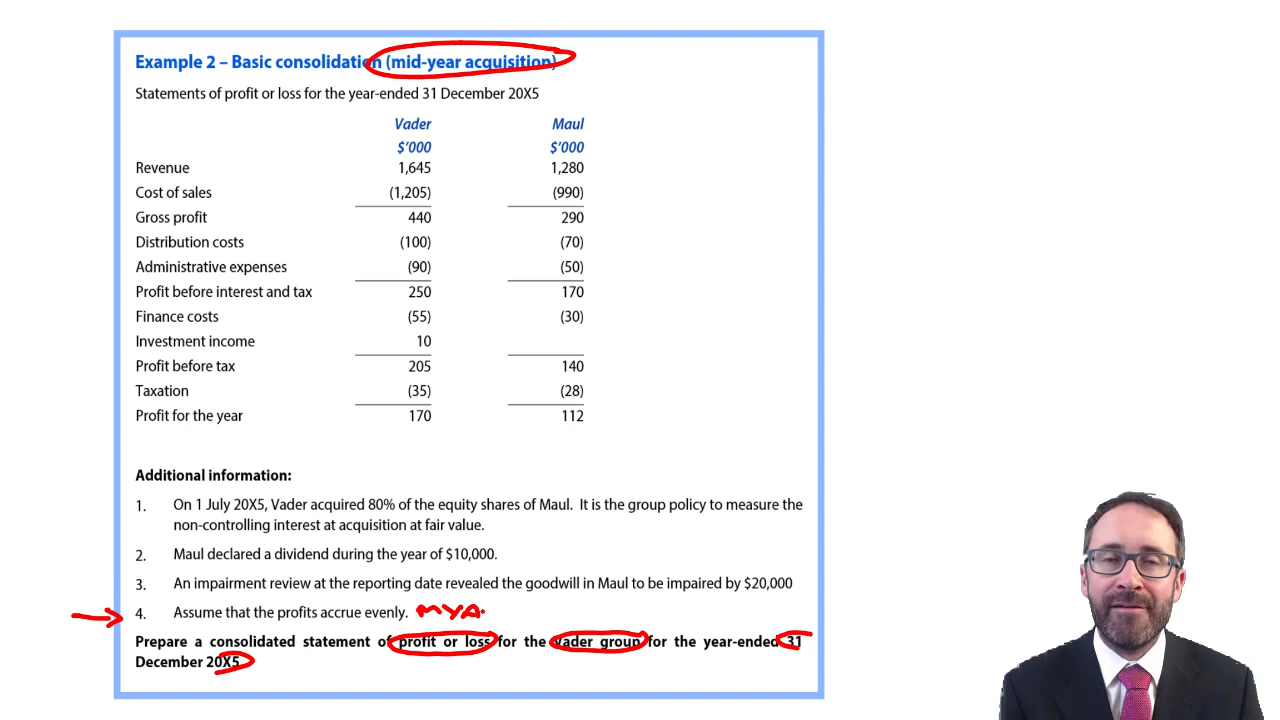 Example 2 – Basic consolidation (mid-year acquisition)
Statements of profit or loss for the year-ended 31 December 20X5
Vader Maul
$'000 $'000
Revenue 1,645 1,280
Cost of sales (1,205) (990)
Gross profit 440 290
Distribution costs (100) (70)
Administrative expenses (90) (50)
Profit before interest and tax 250 170
Finance costs (55) (30)
Investment income 10
Profit before tax 205 140
Taxation (35) (28)
Profit for the year 170 112
Additional information:
1. On 1 July 20X5, Vader acquired 80% of the equity shares of Maul. It is the group policy to measure the
non-controlling interest at acquisition at fair value.
2. Maul declared a dividend during the year of $10,000.
3. An impairment review at the reporting date revealed the goodwill in Maul to be impaired by $20,000
4. Assume that the profits accrue evenly. MYA.
Prepare a consolidated statement of profit or loss for the Vader group for the year-ended 31
December 20X5